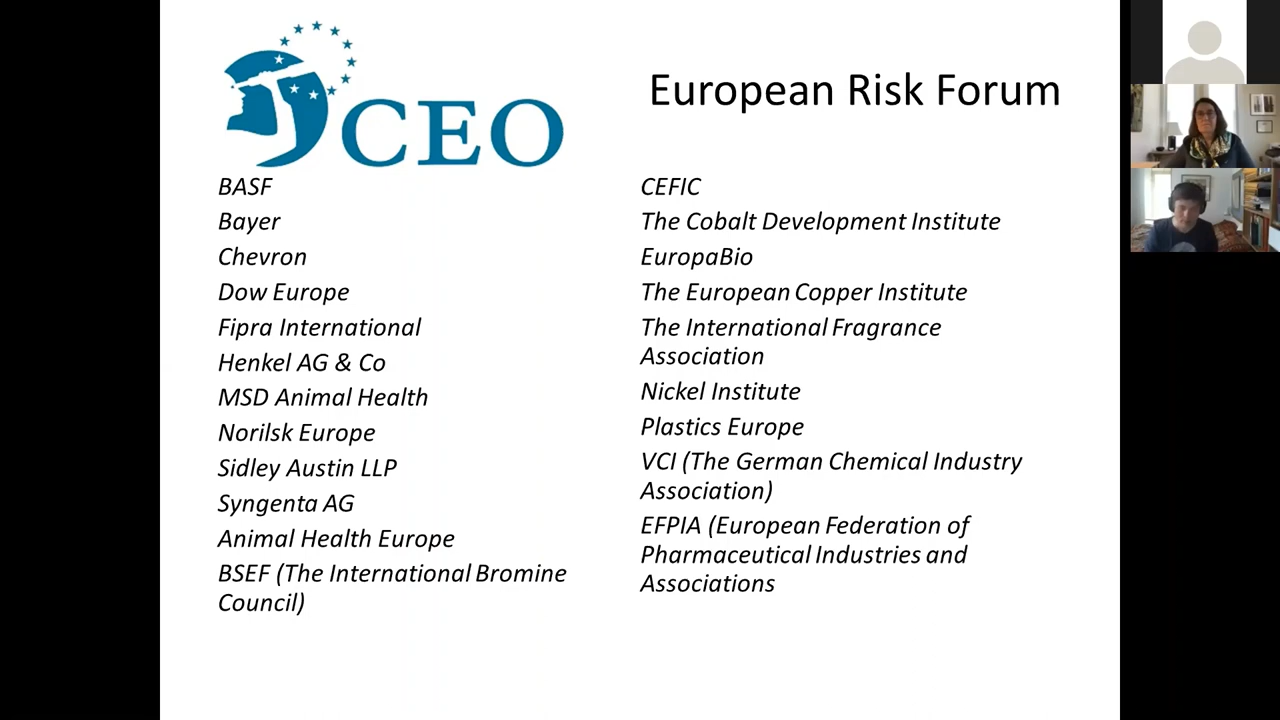 CEO
European Risk Forum
BASF
Bayer
Chevron
Dow Europe
Fipra International
Henkel AG & Co
MSD Animal Health
Norilsk Europe
Sidley Austin LLP
Syngenta AG
Animal Health Europe
BSEF (The International Bromine
Council)
CEFIC
The Cobalt Development Institute
EuropaBio
The European Copper Institute
The International Fragrance
Association
Nickel Institute
Plastics Europe
VCI (The German Chemical Industry
Association)
EFPIA (European Federation of
Pharmaceutical Industries and
Associations